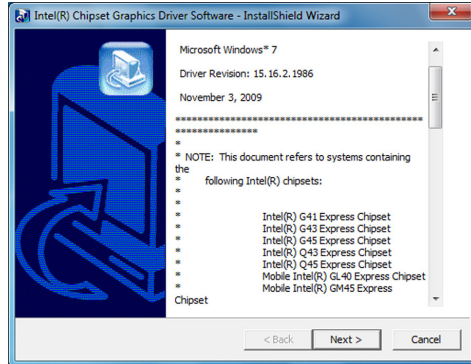 Intel(R) Chipset Graphics Driver Software - InstallShield Wizard
Microsoft Windows* 7
Driver Revision: 15.16.2.1986
November 3, 2009
*********************************************
***************
*
* NOTE: This document refers to systems containing
the
* following Intel(R) chipsets:
*
*
* Intel(R) G41 Express Chipset
* Intel(R) G43 Express Chipset
* Intel(R) G45 Express Chipset
* Intel(R) Q43 Express Chipset
* Intel(R) Q45 Express Chipset
* Mobile Intel(R) GL40 Express Chipset
* Mobile Intel(R) GM45 Express
Chipset
< Back
Next >
Cancel